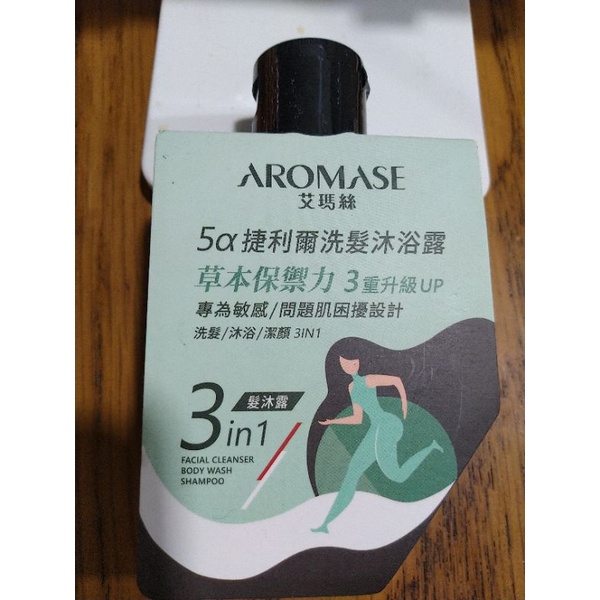 AROMASE
艾瑪絲
5α捷利爾洗髮沐浴露
草本保禦力 3重升級UP
專為敏感/問題肌困擾設計
洗髮/沐浴/潔顏 3IN1
3in1 髮沐露
FACIAL CLEANSER
BODY WASH
SHAMPOO